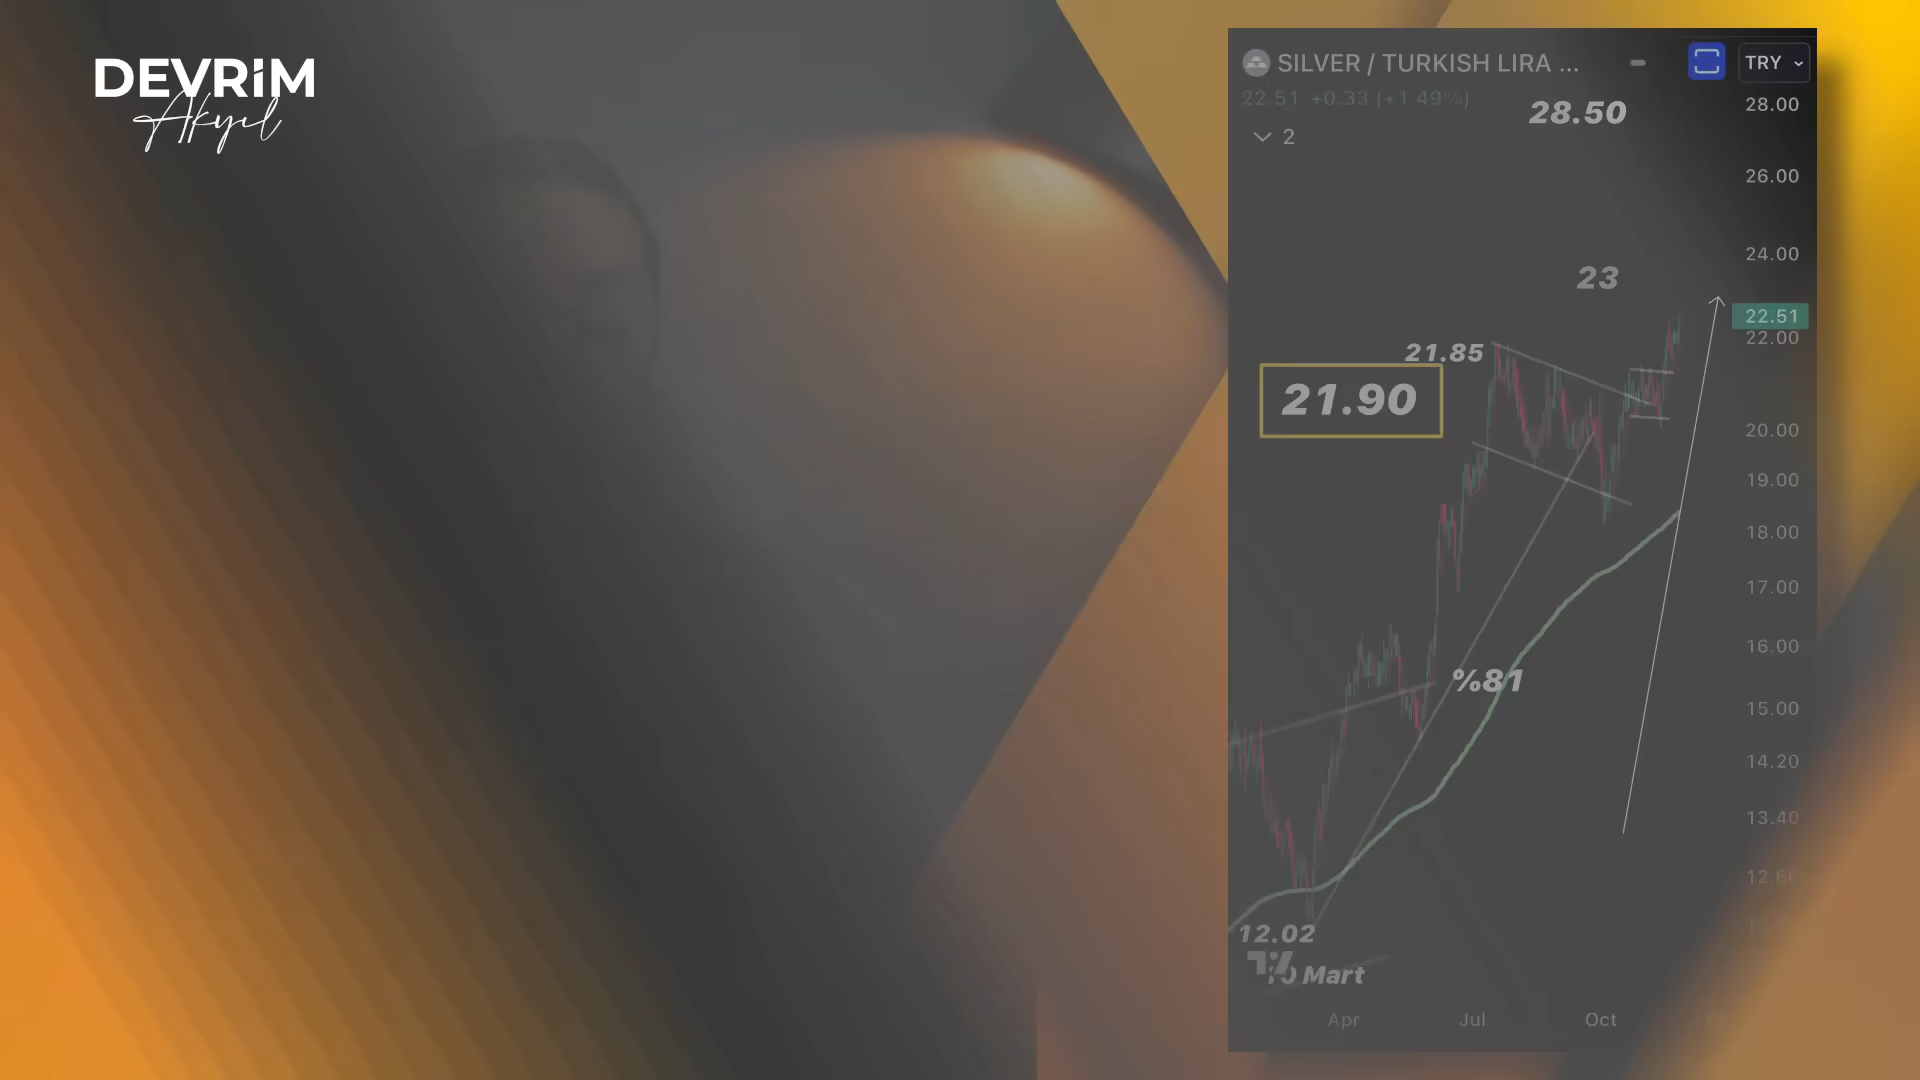 DEVRİM
Akyıl
SILVER / TURKISH LIRA ...
TRY
22.51 +0.33 (+1.49%)
28.50
28.00
2
26.00
24.00
23
22.51
22.00
21.85
21.90
20.00
19.00
18.00
17.00
16.00
%81
15.00
14.20
13.40
12.02
Mart
Apr
Jul
Oct